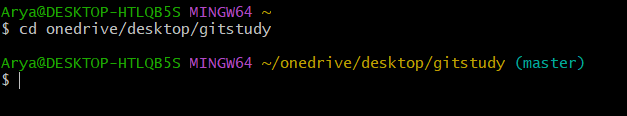 Arya@DESKTOP-HTLQB5S MINGW64 ~
$ cd onedrive/desktop/gitstudy
Arya@DESKTOP-HTLQB5S MINGW64 ~/onedrive/desktop/gitstudy (master)
$